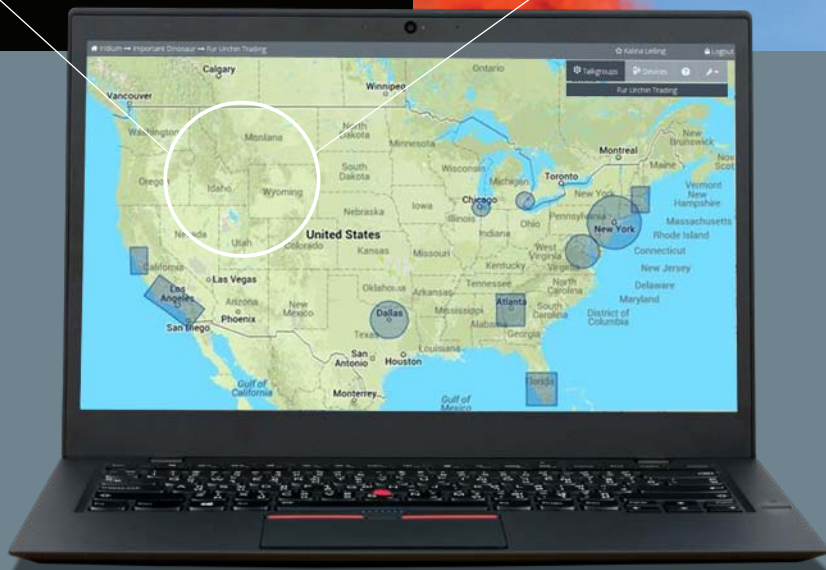 Iridium → Important Dinosaur → Fur Urchin Trading
Kalina Leiling
Logout
Talkgroups
Devices
Fur Urchin Trading
Calgary
Ontario
Vancouver
Winnipeg
Washington
Montana
North
Dakota
Minnesota
Montreal
New
Brunswick
Maine
Nova
Scot
Oregon
Idaho
Wyoming
South
Dakota
Wisconsin
Michigan
Toronto
New York
Vermont
New
Hampshire
Chicago
Iowa
Nebraska
Illinois
Indiana
Ohio
Pennsylvania
New York
Massachusetts
Rhode Island
Connecticut
Nevada
Utah
Colorado
United States
Kansas
Missouri
West
Virginia
Virginia
Kentucky
New Jersey
Delaware
Maryland
District of
Columbia
California
Las Vegas
Los
Angeles
San Diego
Arizona
Phoenix
New
Mexico
Oklahoma
Arkansas
Tennessee
North
Carolina
South
Carolina
Atlanta
Dallas
Texas
Mississippi
Alabama
Georgia
Louisiana
San
Antonio
Houston
Florida
Gulf of
California
Monterrey
Gulf of
Mexico